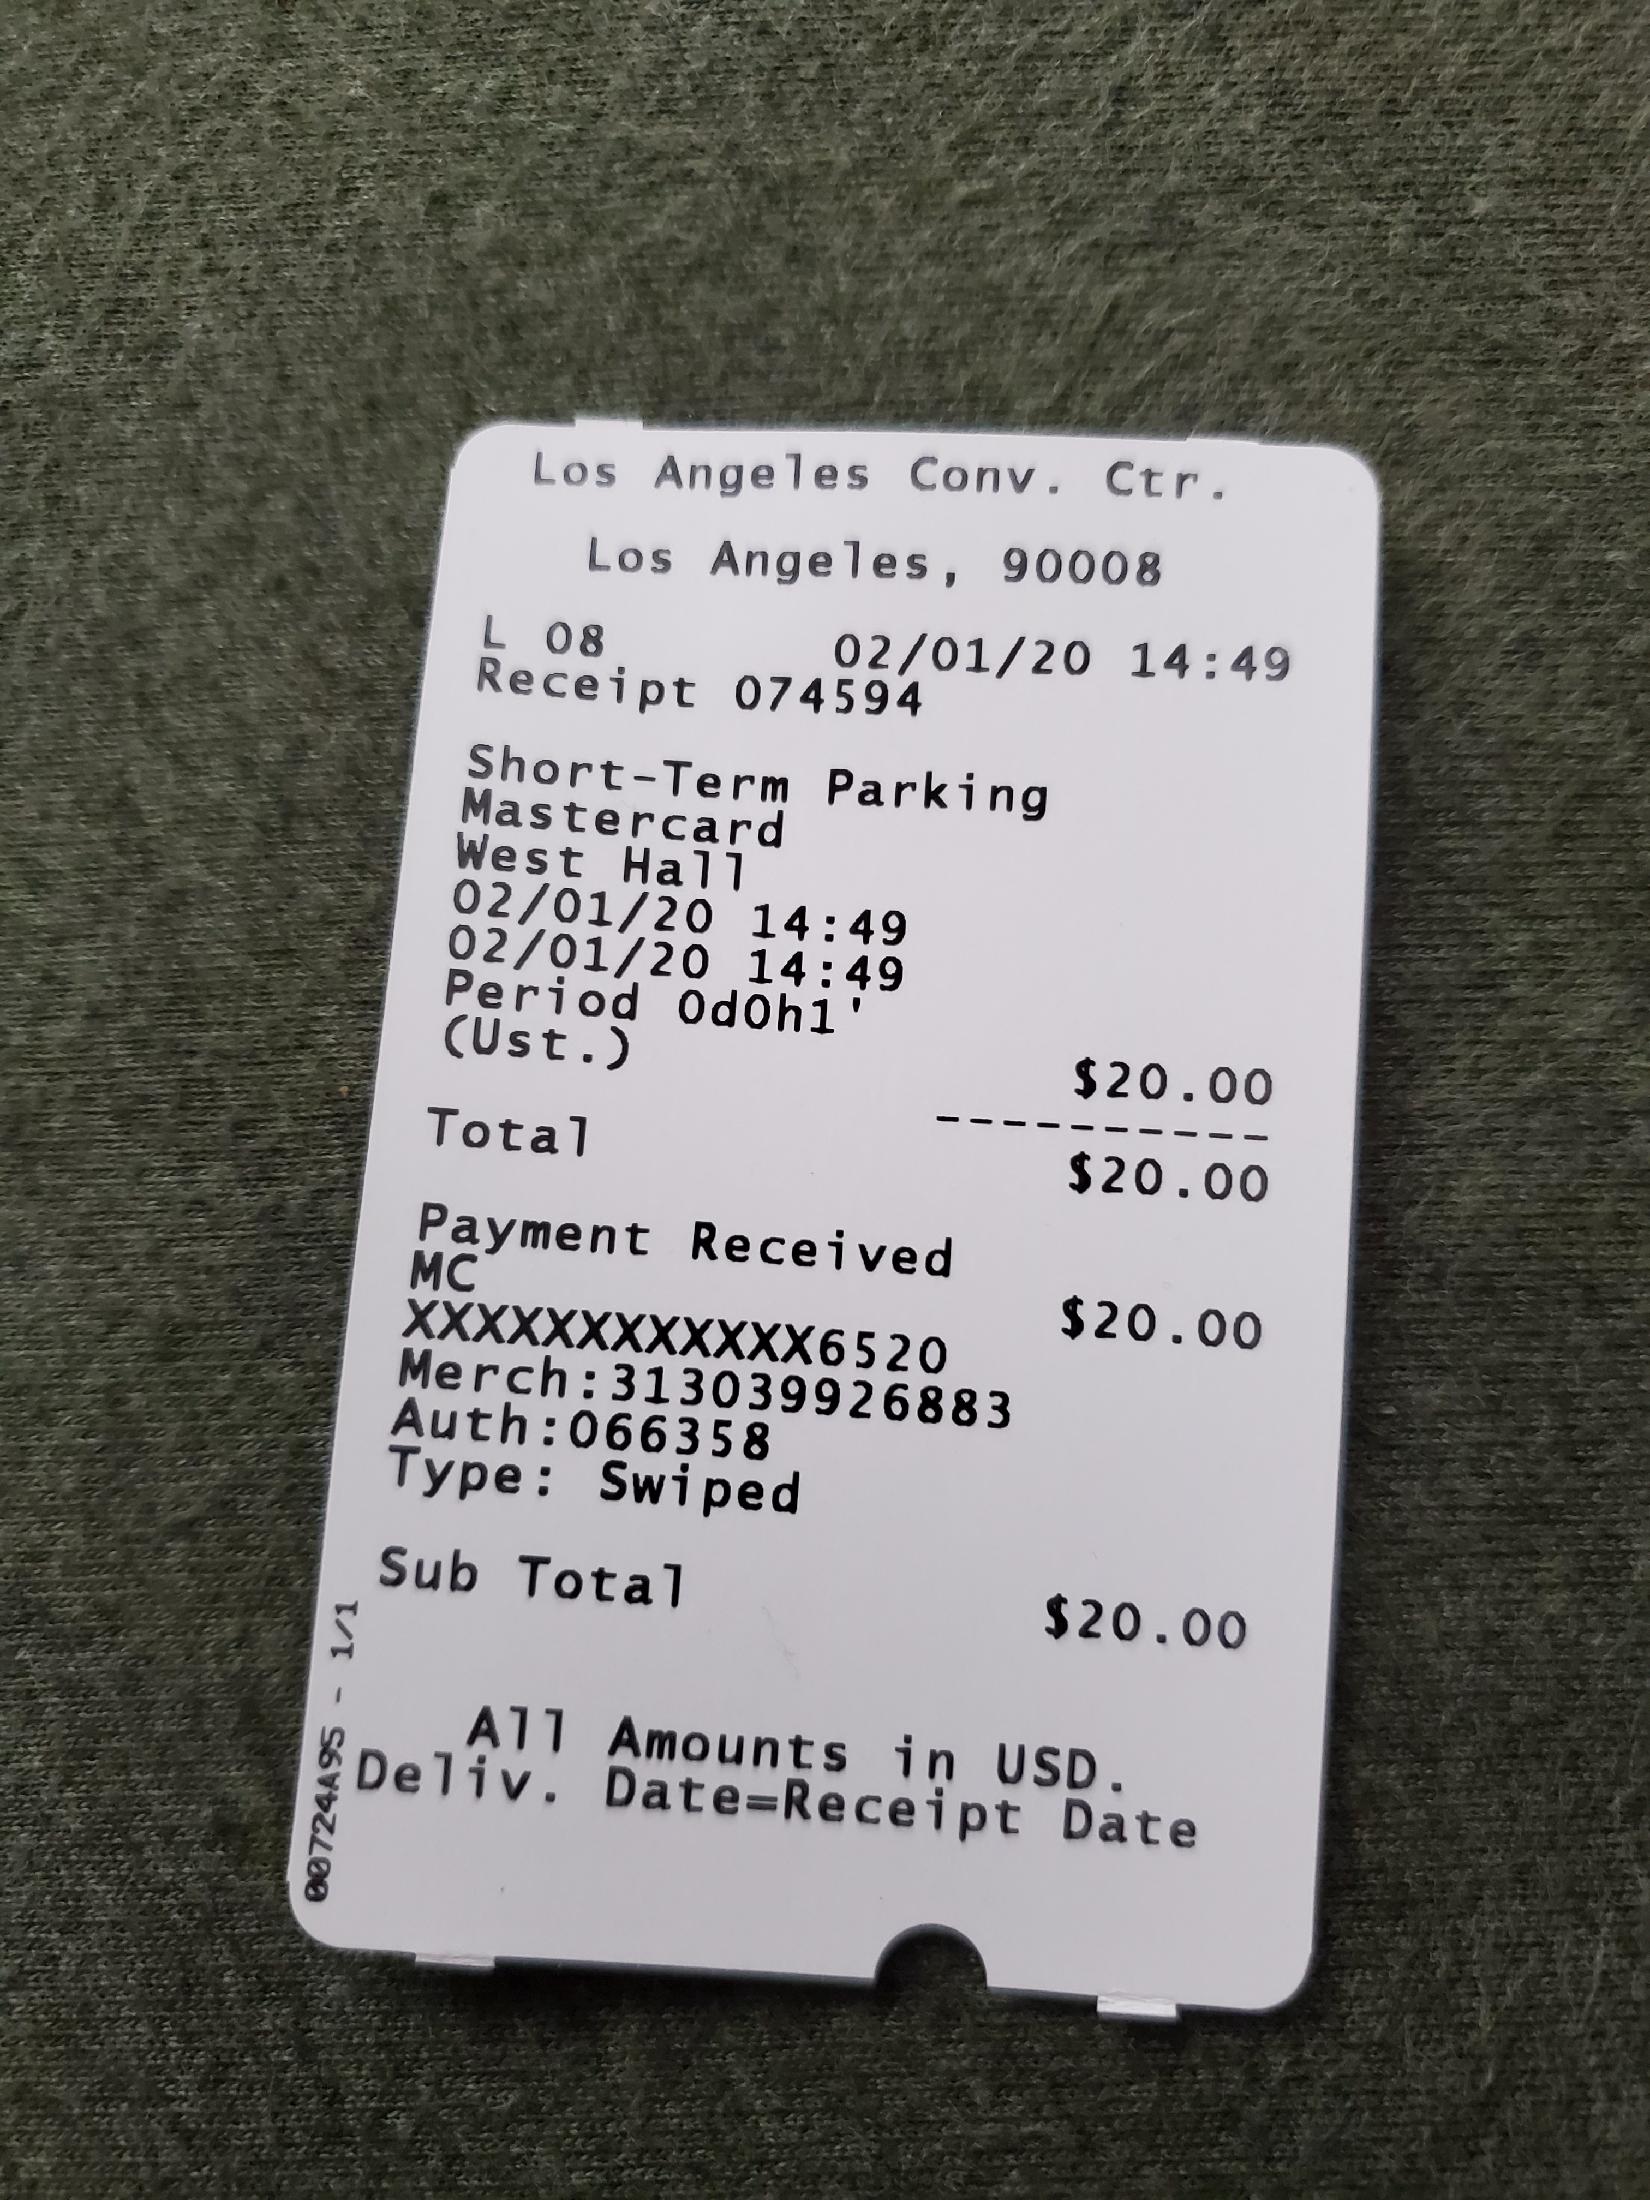 Los Angeles Conv. Ctr.
Los Angeles, 90008
L 08 02/01/20 14:49
Receipt 074594
Short-Term Parking
Mastercard
West Hall
02/01/20 14:49
02/01/20 14:49
Period 0d0h1'
(Ust.)
$20.00
----------
Total
$20.00
Payment Received
MC
$20.00
XXXXXXXXXXXX6520
Merch:313039926883
Auth:066358
Type: Swiped
Sub Total
$20.00
All Amounts in USD.
Deliv. Date=Receipt Date
00724A95 - 1/1